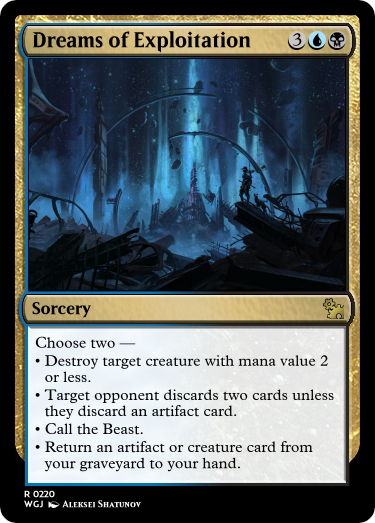 Dreams of Exploitation 3
Sorcery
Choose two —
• Destroy target creature with mana value 2
or less.
• Target opponent discards two cards unless
they discard an artifact card.
• Call the Beast.
• Return an artifact or creature card from
your graveyard to your hand.
R 0220
WGJ Aleksei Shatunov